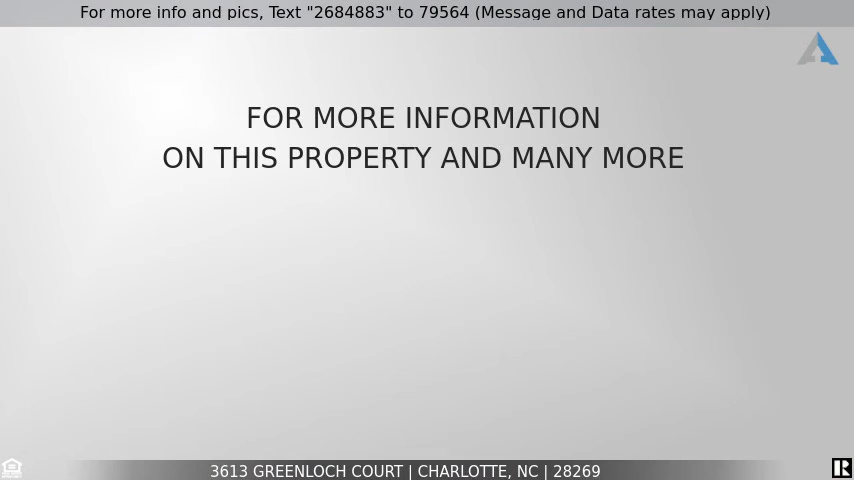 For more info and pics, Text "2684883" to 79564 (Message and Data rates may apply)
FOR MORE INFORMATION
ON THIS PROPERTY AND MANY MORE
3613 GREENLOCH COURT | CHARLOTTE, NC | 28269